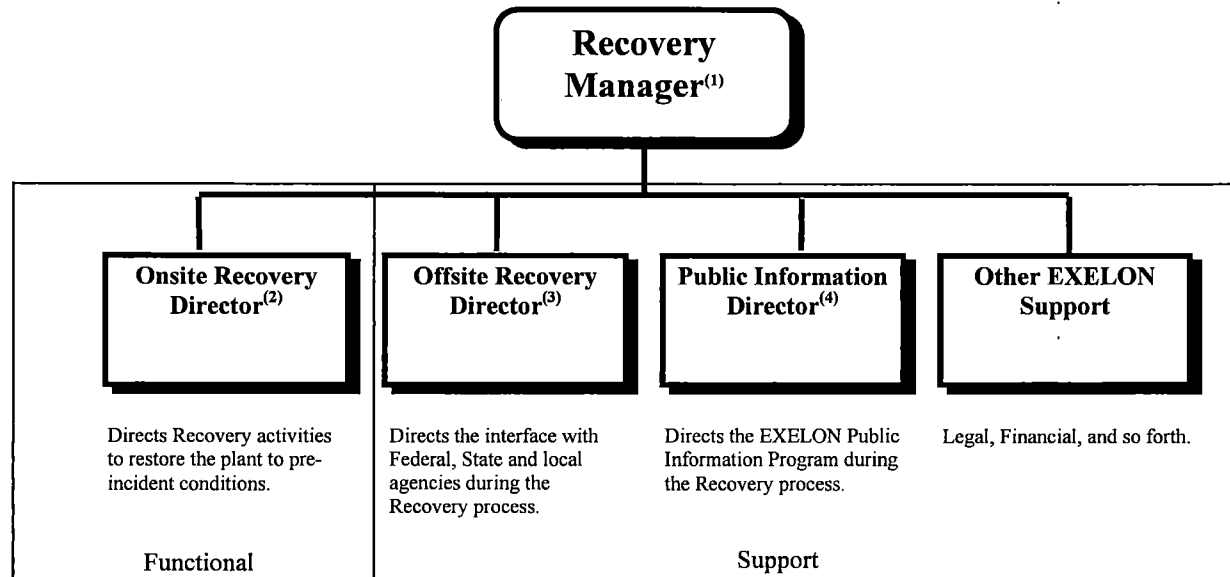 Recovery
Manager(1)
Onsite Recovery
Director(2)
Offsite Recovery
Director(3)
Public Information
Director(4)
Other EXELON
Support
Directs Recovery activities
to restore the plant to pre-
incident conditions.
Directs the interface with
Federal, State and local
agencies during the
Recovery process.
Directs the EXELON Public
Information Program during
the Recovery process.
Legal, Financial, and so forth.
Functional
Support